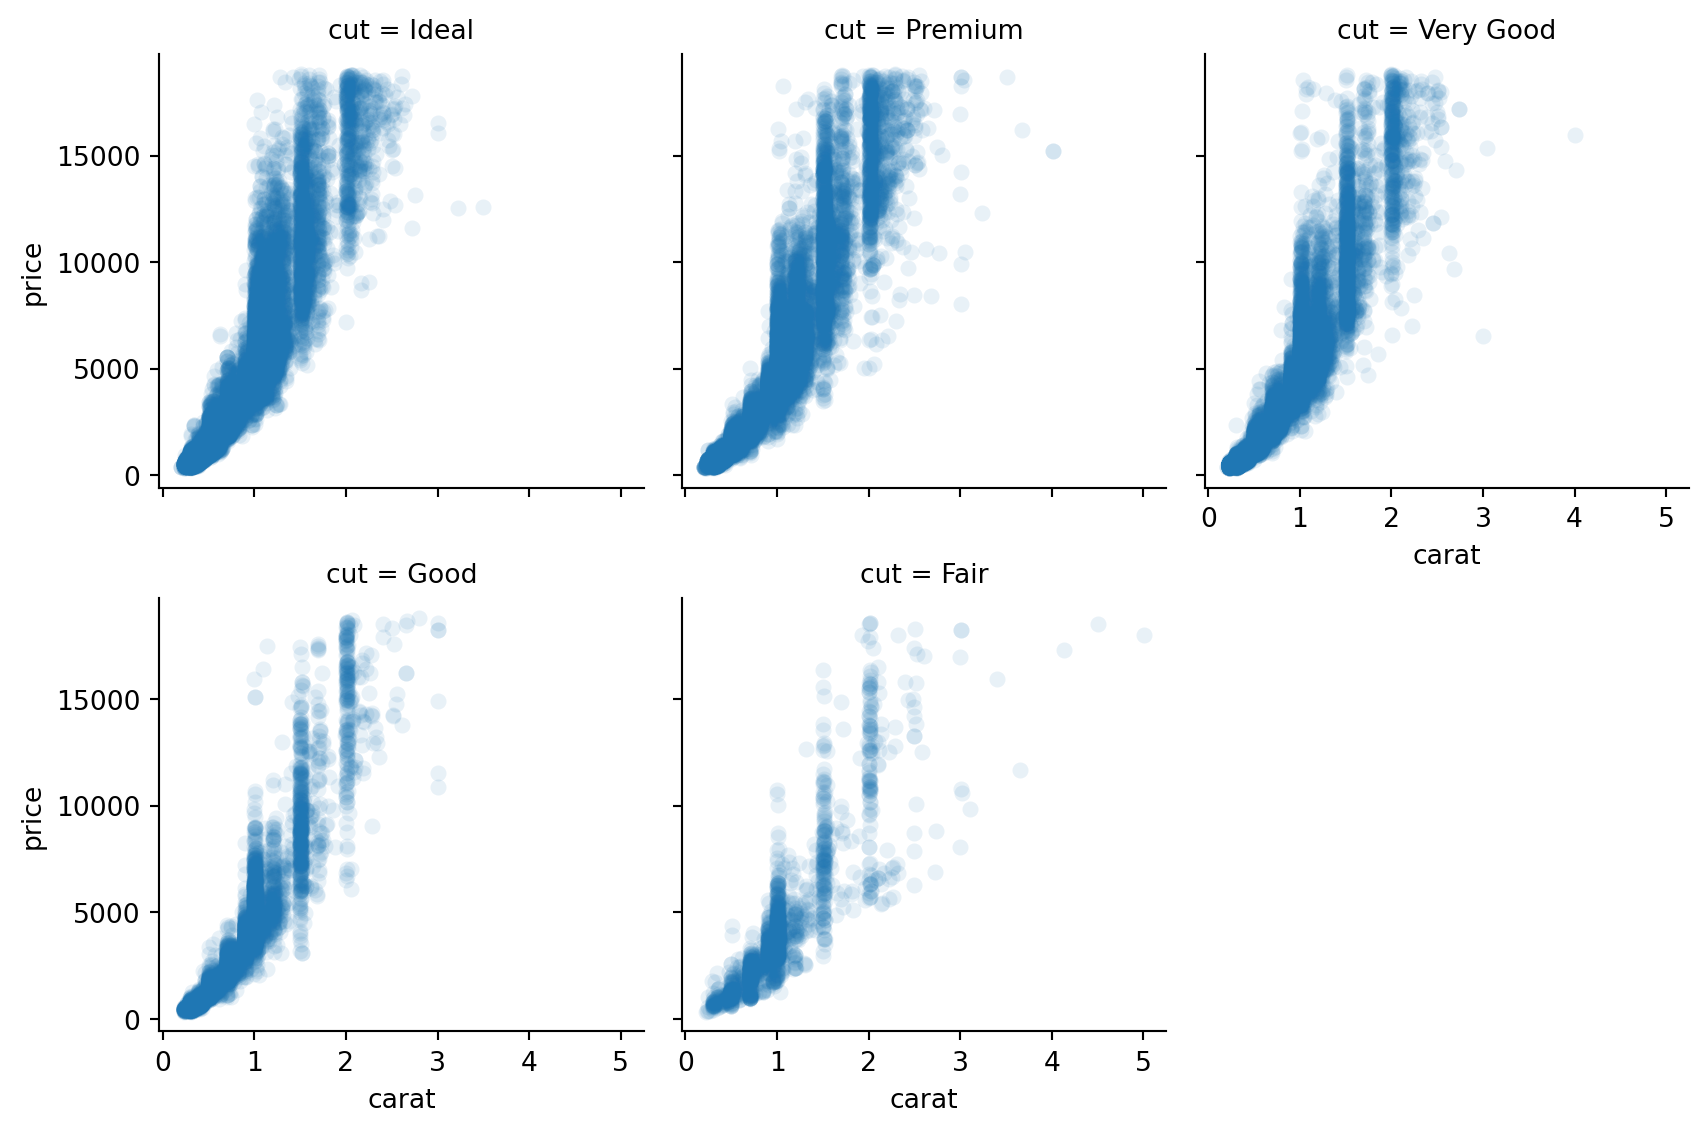 cut = Ideal
cut = Premium
cut = Very Good
price
15000
10000
5000
0
0 1 2 3 4 5
carat
cut = Good
cut = Fair
price
15000
10000
5000
0
0 1 2 3 4 5
carat
0 1 2 3 4 5
carat